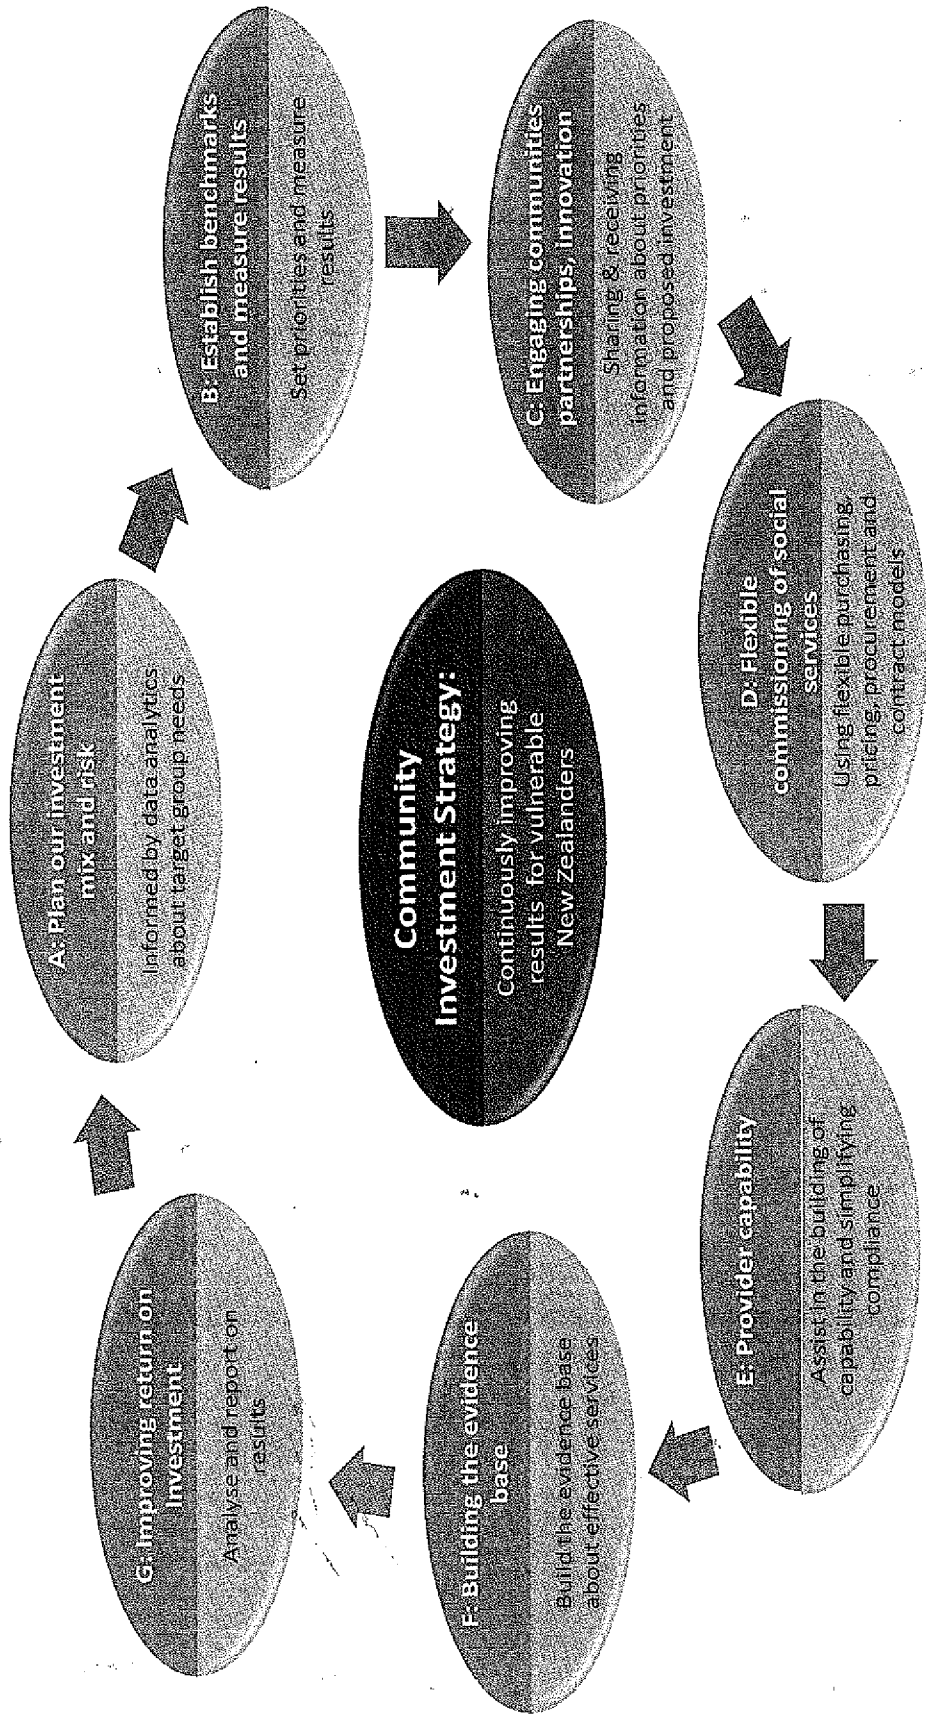 A: Plan our investment
mix and risk
Informed by data analytics
about target group needs
B: Establish benchmarks
and measure results
Set priorities and measure
results
C: Engaging communities
partnerships, innovation
Sharing & receiving
information about priorities
and proposed investment
D: Flexible
commissioning of social
services
Using flexible purchasing,
pricing, procurement and
contract models
E: Provider capability
Assist in the building of
capability and simplifying
compliance
F: Building the evidence
base
Build the evidence base
about effective services
G: Improving return on
Investment
Analyse and report on
results
Community
Investment Strategy:
Continuously improving
results for vulnerable
New Zealanders